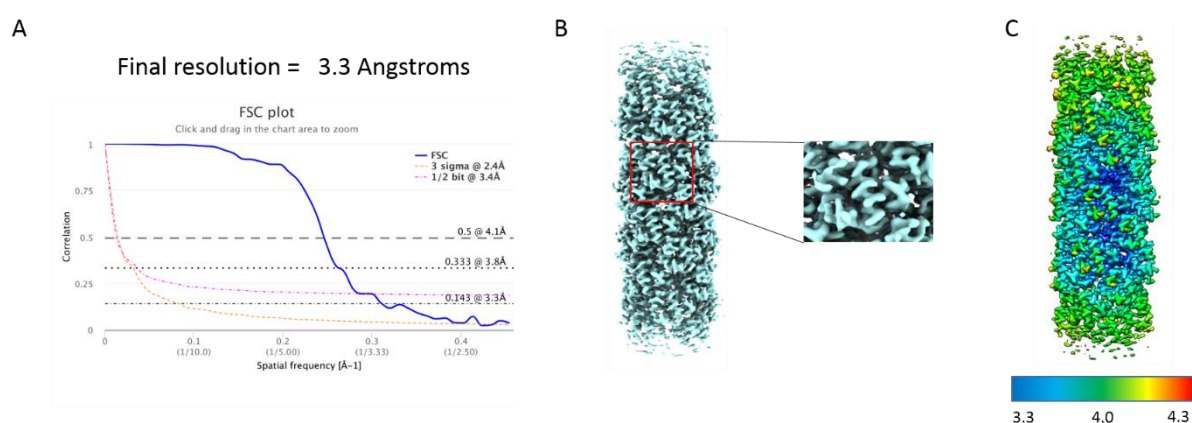 A
Final resolution = 3.3 Angstroms
FSC plot
Click and drag in the chart area to zoom
FSC
3 sigma @ 2.4Å
1/2 bit @ 3.4Å
1
0.75
0.5
0.25
0
Correlation
0.5 @ 4.1Å
0.333 @ 3.8Å
0.143 @ 3.3Å
0
0.1
(1/10.0)
0.2
(1/5.00)
0.3
(1/3.33)
0.4
(1/2.50)
Spatial frequency [Å-1]
B
C
3.3
4.0
4.3